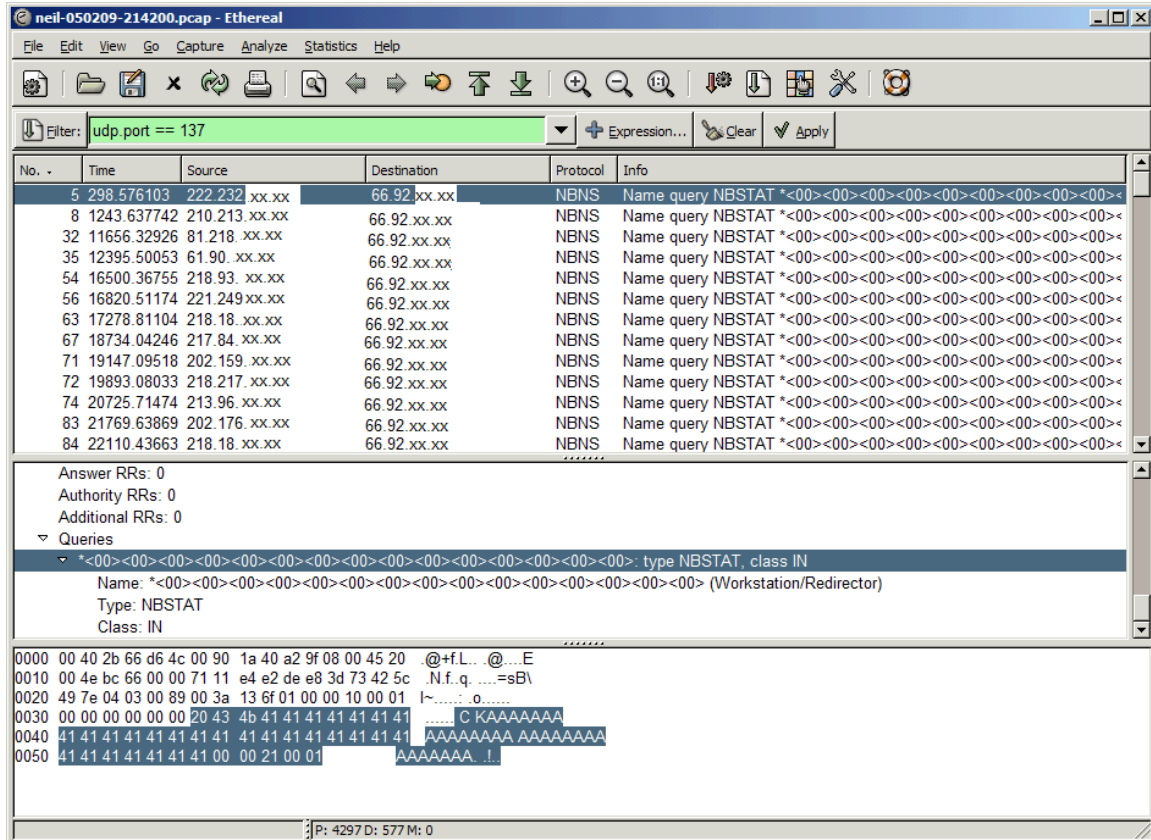 neil-050209-214200.pcap - Ethereal
File Edit View Go Capture Analyze Statistics Help
Filter: udp.port == 137 Expression... Clear Apply
No. Time Source Destination Protocol Info
5 298.576103 222.232.xx.xx 66.92.xx.xx NBNS Name query NBSTAT *<00><00><00><00><00><00><00><00><
8 1243.637742 210.213.xx.xx 66.92.xx.xx NBNS Name query NBSTAT *<00><00><00><00><00><00><00><00><
32 11656.32926 81.218. xx.xx 66.92.xx.xx NBNS Name query NBSTAT *<00><00><00><00><00><00><00><00><
35 12395.50053 61.90. xx.xx 66.92.xx.xx NBNS Name query NBSTAT *<00><00><00><00><00><00><00><00><
54 16500.36755 218.93. xx.xx 66.92.xx.xx NBNS Name query NBSTAT *<00><00><00><00><00><00><00><00><
56 16820.51174 221.249 xx.xx 66.92.xx.xx NBNS Name query NBSTAT *<00><00><00><00><00><00><00><00><
63 17278.81104 218.18. xx.xx 66.92.xx.xx NBNS Name query NBSTAT *<00><00><00><00><00><00><00><00><
67 18734.04246 217.84. xx.xx 66.92.xx.xx NBNS Name query NBSTAT *<00><00><00><00><00><00><00><00><
71 19147.09518 202.159. xx.xx 66.92.xx.xx NBNS Name query NBSTAT *<00><00><00><00><00><00><00><00><
72 19893.08033 218.217. xx.xx 66.92.xx.xx NBNS Name query NBSTAT *<00><00><00><00><00><00><00><00><
74 20725.71474 213.96. xx.xx 66.92.xx.xx NBNS Name query NBSTAT *<00><00><00><00><00><00><00><00><
83 21769.63869 202.176. xx.xx 66.92.xx.xx NBNS Name query NBSTAT *<00><00><00><00><00><00><00><00><
84 22110.43663 218.18. xx.xx 66.92.xx.xx NBNS Name query NBSTAT *<00><00><00><00><00><00><00><00><
Answer RRs: 0
Authority RRs: 0
Additional RRs: 0
Queries
*<00><00><00><00><00><00><00><00><00><00><00><00><00><00><00>: type NBSTAT, class IN
Name: *<00><00><00><00><00><00><00><00><00><00><00><00><00><00><00> (Workstation/Redirector)
Type: NBSTAT
Class: IN
0000 00 40 2b 66 d6 4c 00 90 1a 40 a2 9f 08 00 45 20 .@+f.L.. .@....E
0010 00 4e bc 66 00 00 71 11 e4 e2 de e8 3d 73 42 5c .N.f..q. ....=sB\
0020 49 7e 04 03 00 89 00 3a 13 6f 01 00 00 10 00 01 I~.....: .o......
0030 00 00 00 00 00 00 20 43 4b 41 41 41 41 41 41 41 ...... C KAAAAAAA
0040 41 41 41 41 41 41 41 41 41 41 41 41 41 41 41 41 AAAAAAAA AAAAAAAA
0050 41 41 41 41 41 41 41 00 00 21 00 01 AAAAAAA. .!..
P: 4297 D: 577 M: 0